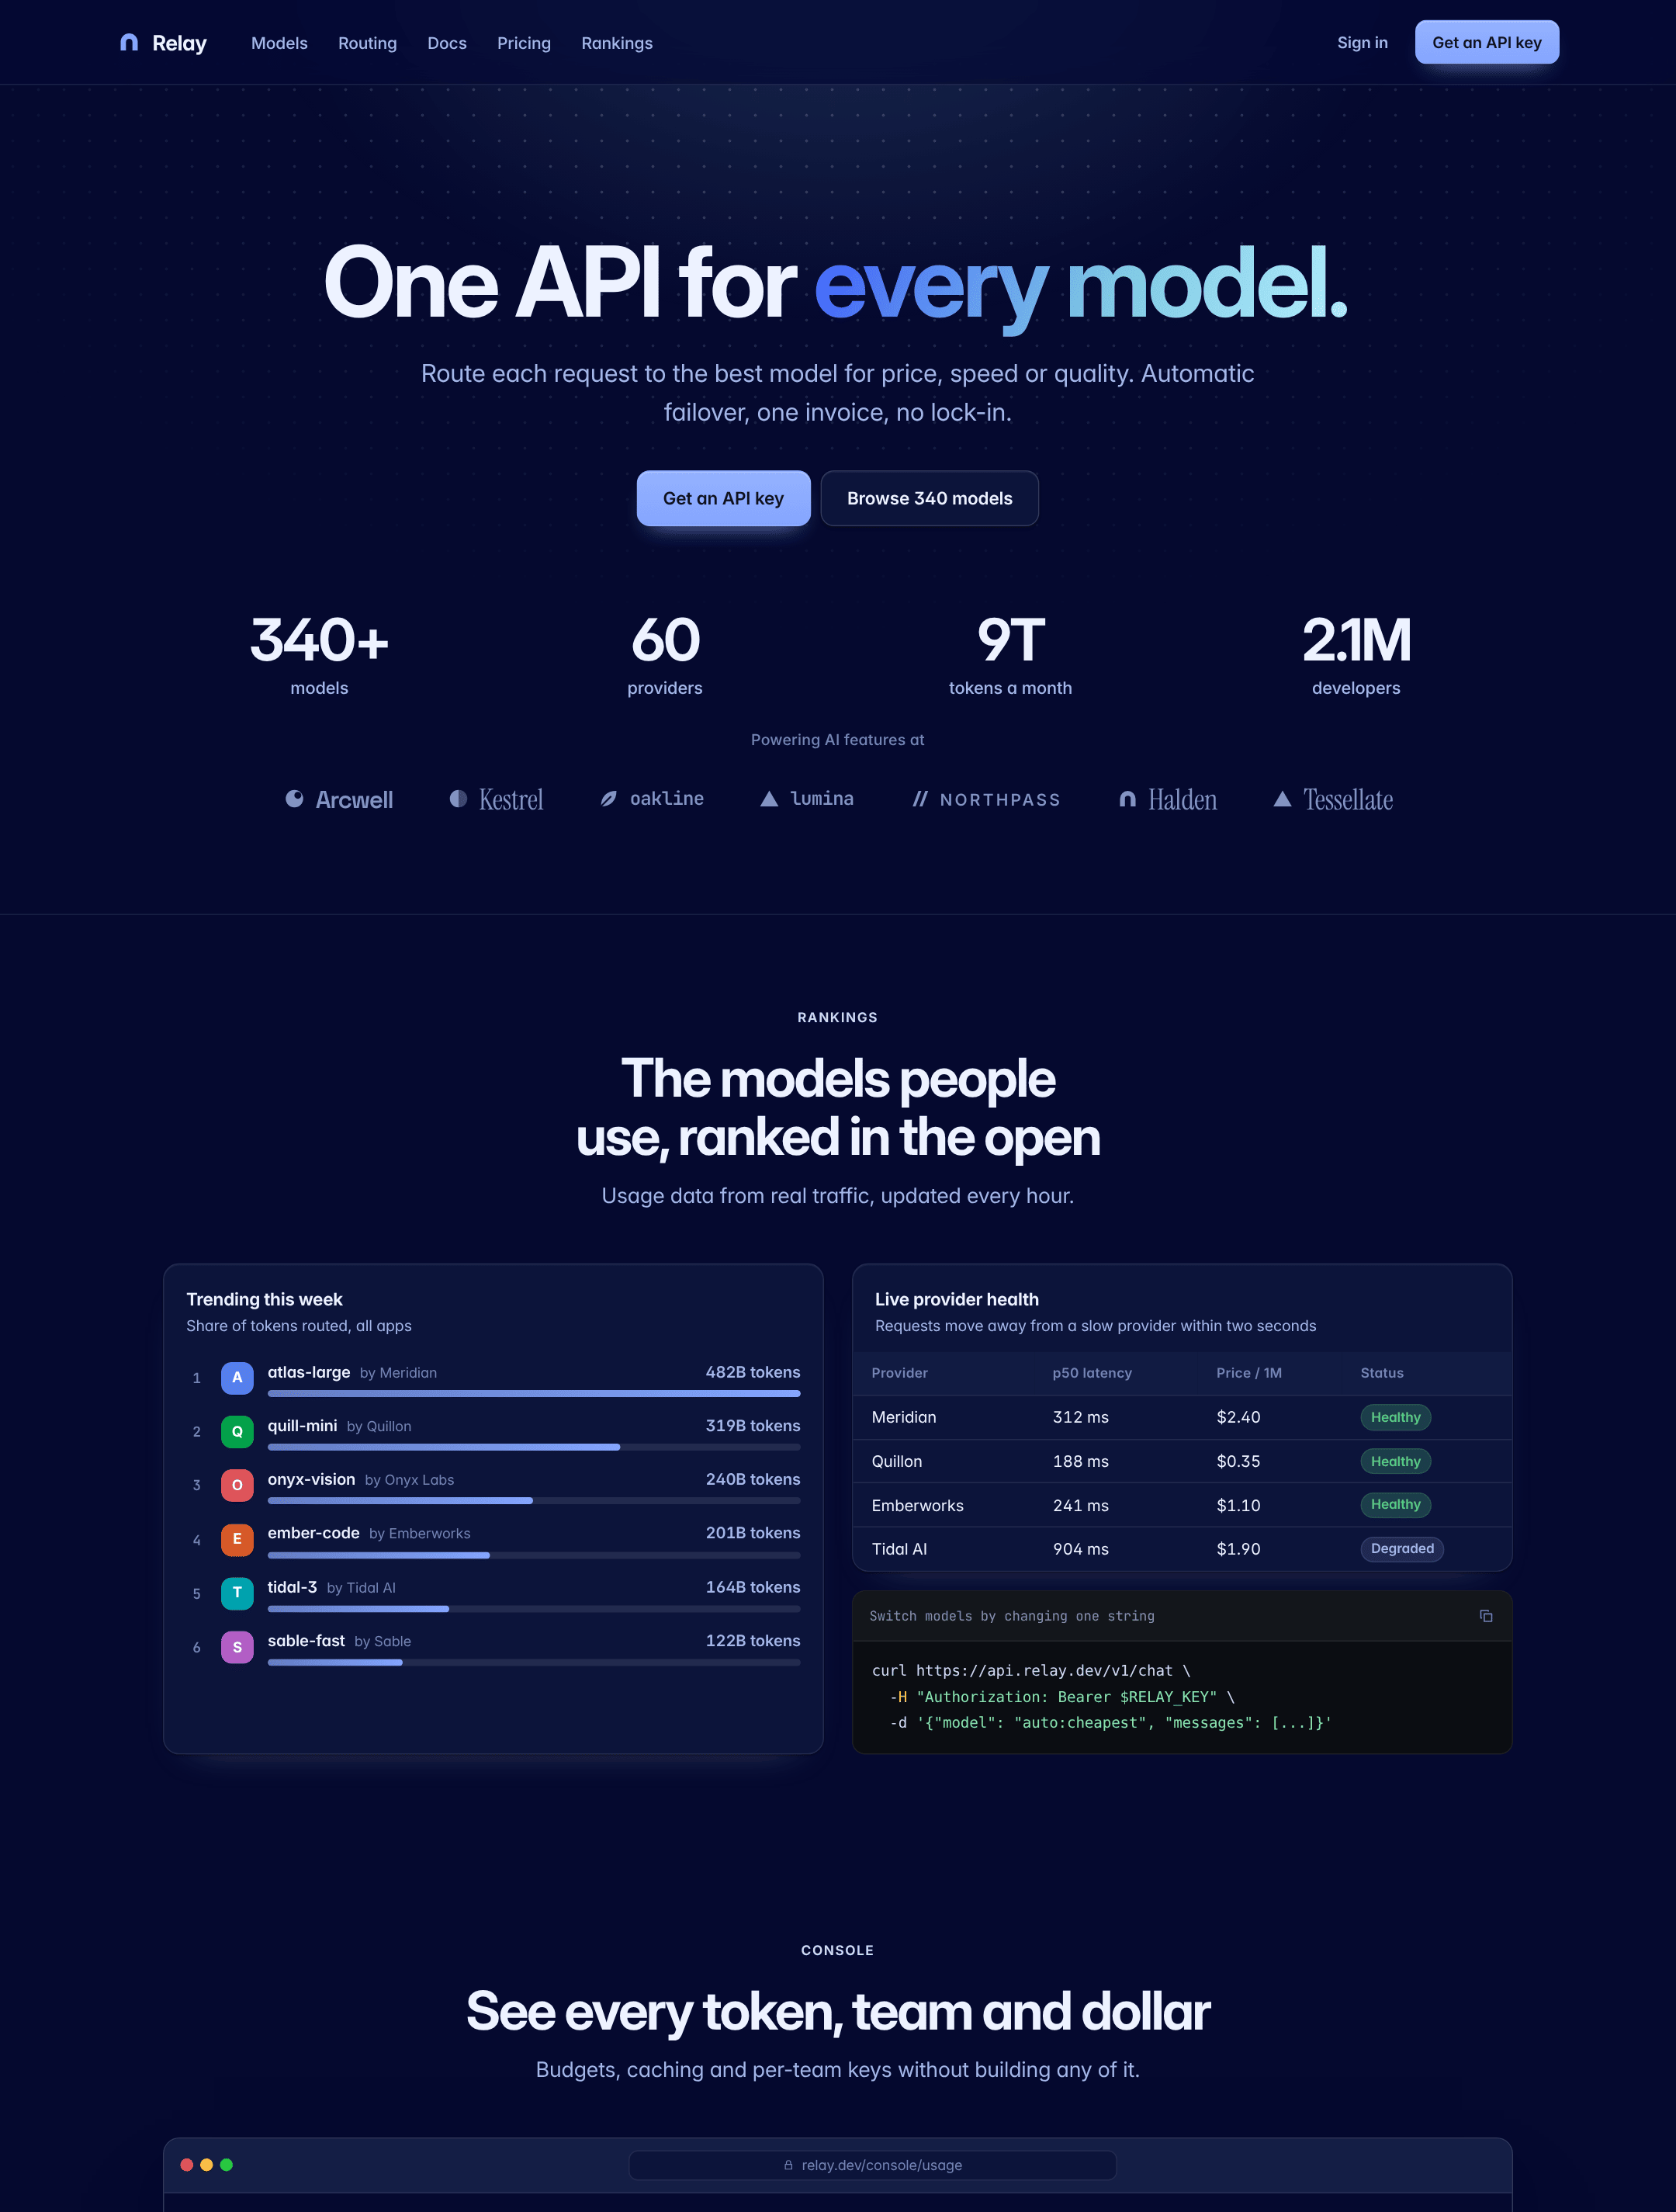 Relay
Models
Routing
Docs
Pricing
Rankings
Sign in
Get an API key
One API for every model.
Route each request to the best model for price, speed or quality. Automatic
failover, one invoice, no lock-in.
Get an API key
Browse 340 models
340+
models
60
providers
9T
tokens a month
2.1M
developers
Powering AI features at
Arcwell
Kestrel
oakline
lumina
NORTHPASS
Halden
Tessellate
RANKINGS
The models people
use, ranked in the open
Usage data from real traffic, updated every hour.
Trending this week
Share of tokens routed, all apps
1 A atlas-large by Meridian 482B tokens
2 Q quill-mini by Quillon 319B tokens
3 O onyx-vision by Onyx Labs 240B tokens
4 E ember-code by Emberworks 201B tokens
5 T tidal-3 by Tidal AI 164B tokens
6 S sable-fast by Sable 122B tokens
Live provider health
Requests move away from a slow provider within two seconds
Provider p50 latency Price / 1M Status
Meridian 312 ms $2.40 Healthy
Quillon 188 ms $0.35 Healthy
Emberworks 241 ms $1.10 Healthy
Tidal AI 904 ms $1.90 Degraded
Switch models by changing one string
curl https://api.relay.dev/v1/chat \
-H "Authorization: Bearer $RELAY_KEY" \
-d '{"model": "auto:cheapest", "messages": [...]}'
CONSOLE
See every token, team and dollar
Budgets, caching and per-team keys without building any of it.
relay.dev/console/usage